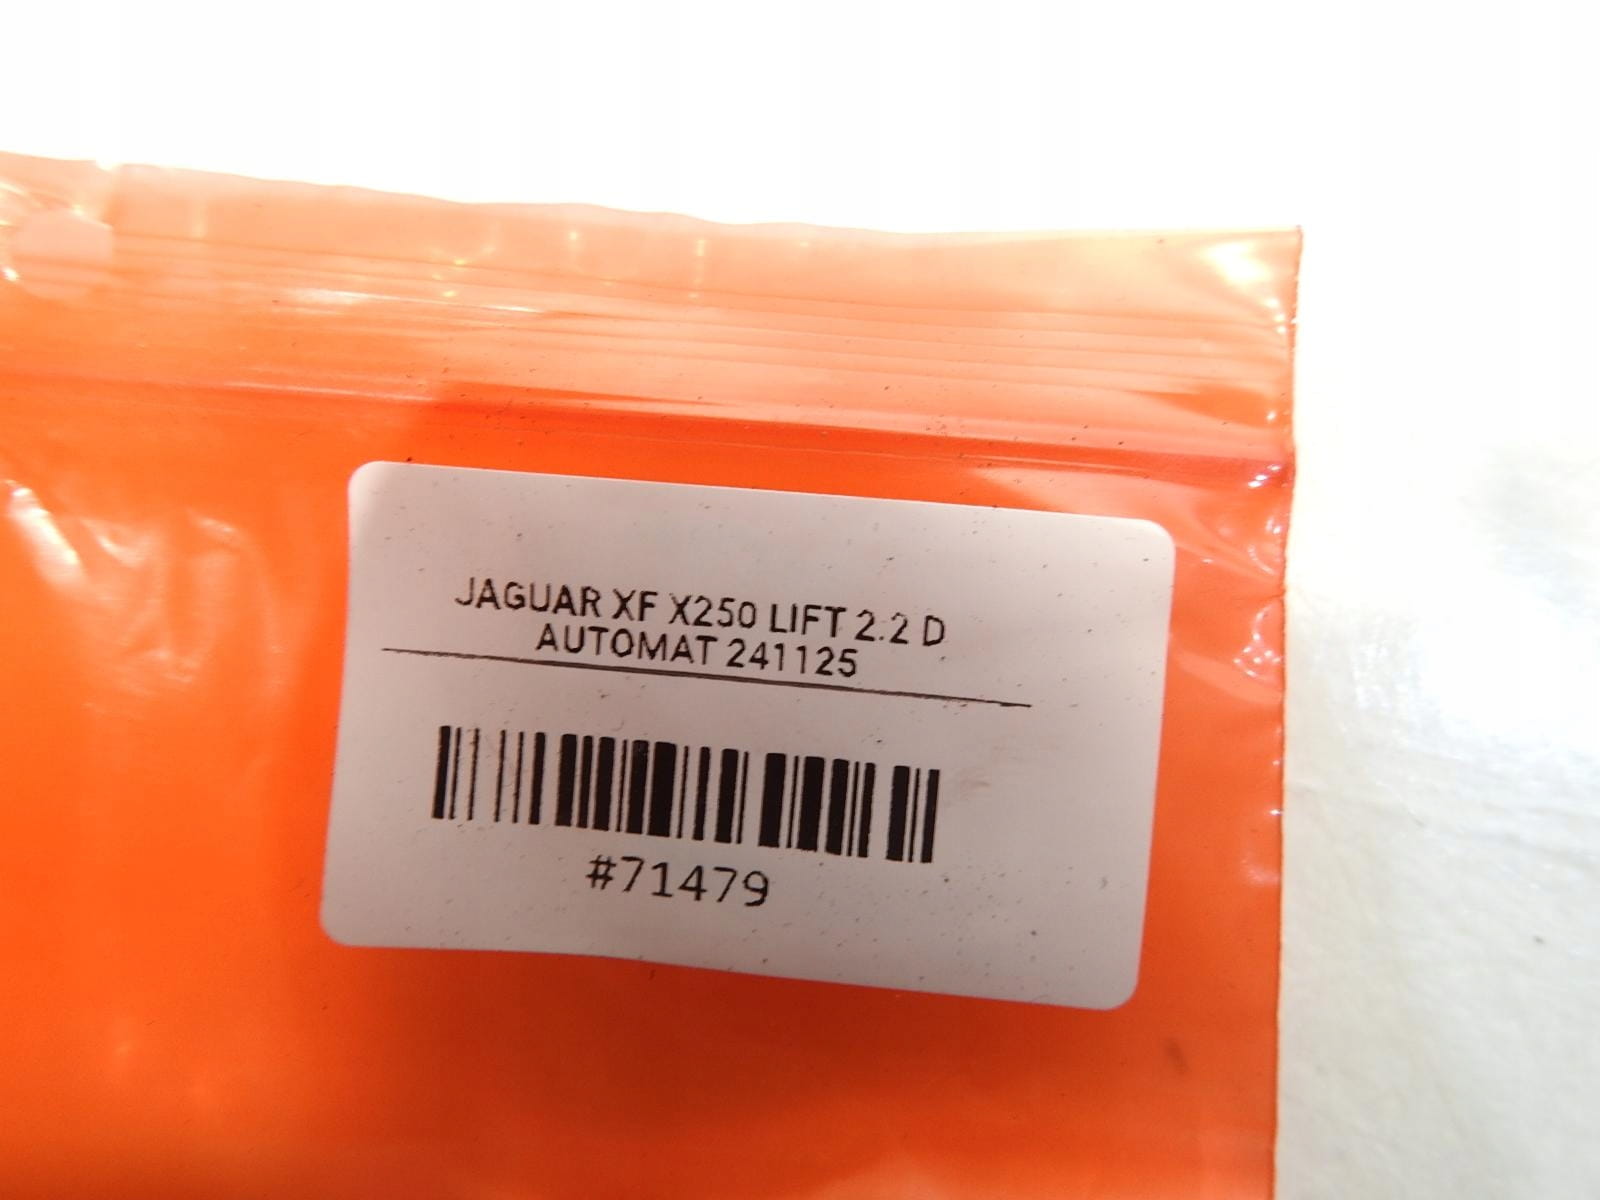 JAGUAR XF X250 LIFT 2.2 D
AUTOMAT 241125
#71479